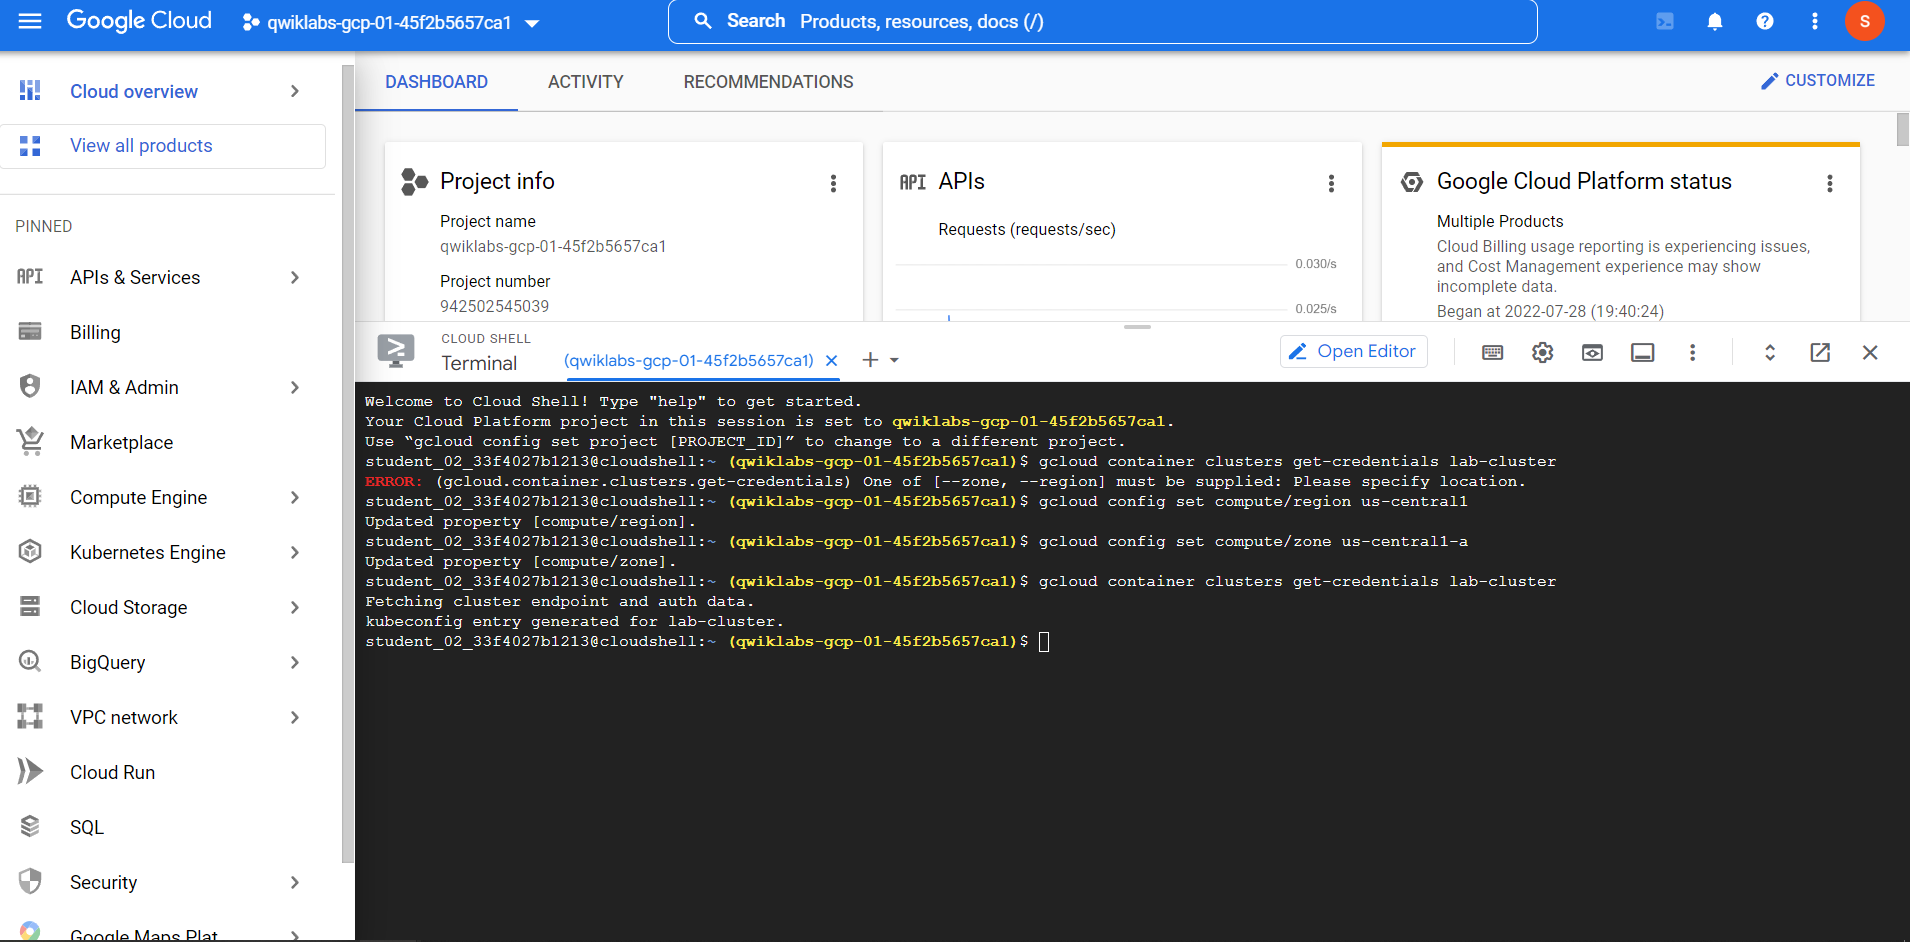 Google Cloud
qwiklabs-gcp-01-45f2b5657ca1
Search Products, resources, docs (/)
S
Cloud overview
View all products
PINNED
API APIs & Services
Billing
IAM & Admin
Marketplace
Compute Engine
Kubernetes Engine
Cloud Storage
BigQuery
VPC network
Cloud Run
SQL
Security
Google Maps Plat
DASHBOARD
ACTIVITY
RECOMMENDATIONS
CUSTOMIZE
Project info
Project name
qwiklabs-gcp-01-45f2b5657ca1
Project number
942502545039
API APIs
Requests (requests/sec)
0.030/s
0.025/s
Google Cloud Platform status
Multiple Products
Cloud Billing usage reporting is experiencing issues,
and Cost Management experience may show
incomplete data.
Began at 2022-07-28 (19:40:24)
CLOUD SHELL
Terminal
(qwiklabs-gcp-01-45f2b5657ca1)
Open Editor
Welcome to Cloud Shell! Type "help" to get started.
Your Cloud Platform project in this session is set to qwiklabs-gcp-01-45f2b5657ca1.
Use “gcloud config set project [PROJECT_ID]” to change to a different project.
student_02_33f4027b1213@cloudshell:~ (qwiklabs-gcp-01-45f2b5657ca1)$ gcloud container clusters get-credentials lab-cluster
ERROR: (gcloud.container.clusters.get-credentials) One of [--zone, --region] must be supplied: Please specify location.
student_02_33f4027b1213@cloudshell:~ (qwiklabs-gcp-01-45f2b5657ca1)$ gcloud config set compute/region us-central1
Updated property [compute/region].
student_02_33f4027b1213@cloudshell:~ (qwiklabs-gcp-01-45f2b5657ca1)$ gcloud config set compute/zone us-central1-a
Updated property [compute/zone].
student_02_33f4027b1213@cloudshell:~ (qwiklabs-gcp-01-45f2b5657ca1)$ gcloud container clusters get-credentials lab-cluster
Fetching cluster endpoint and auth data.
kubeconfig entry generated for lab-cluster.
student_02_33f4027b1213@cloudshell:~ (qwiklabs-gcp-01-45f2b5657ca1)$